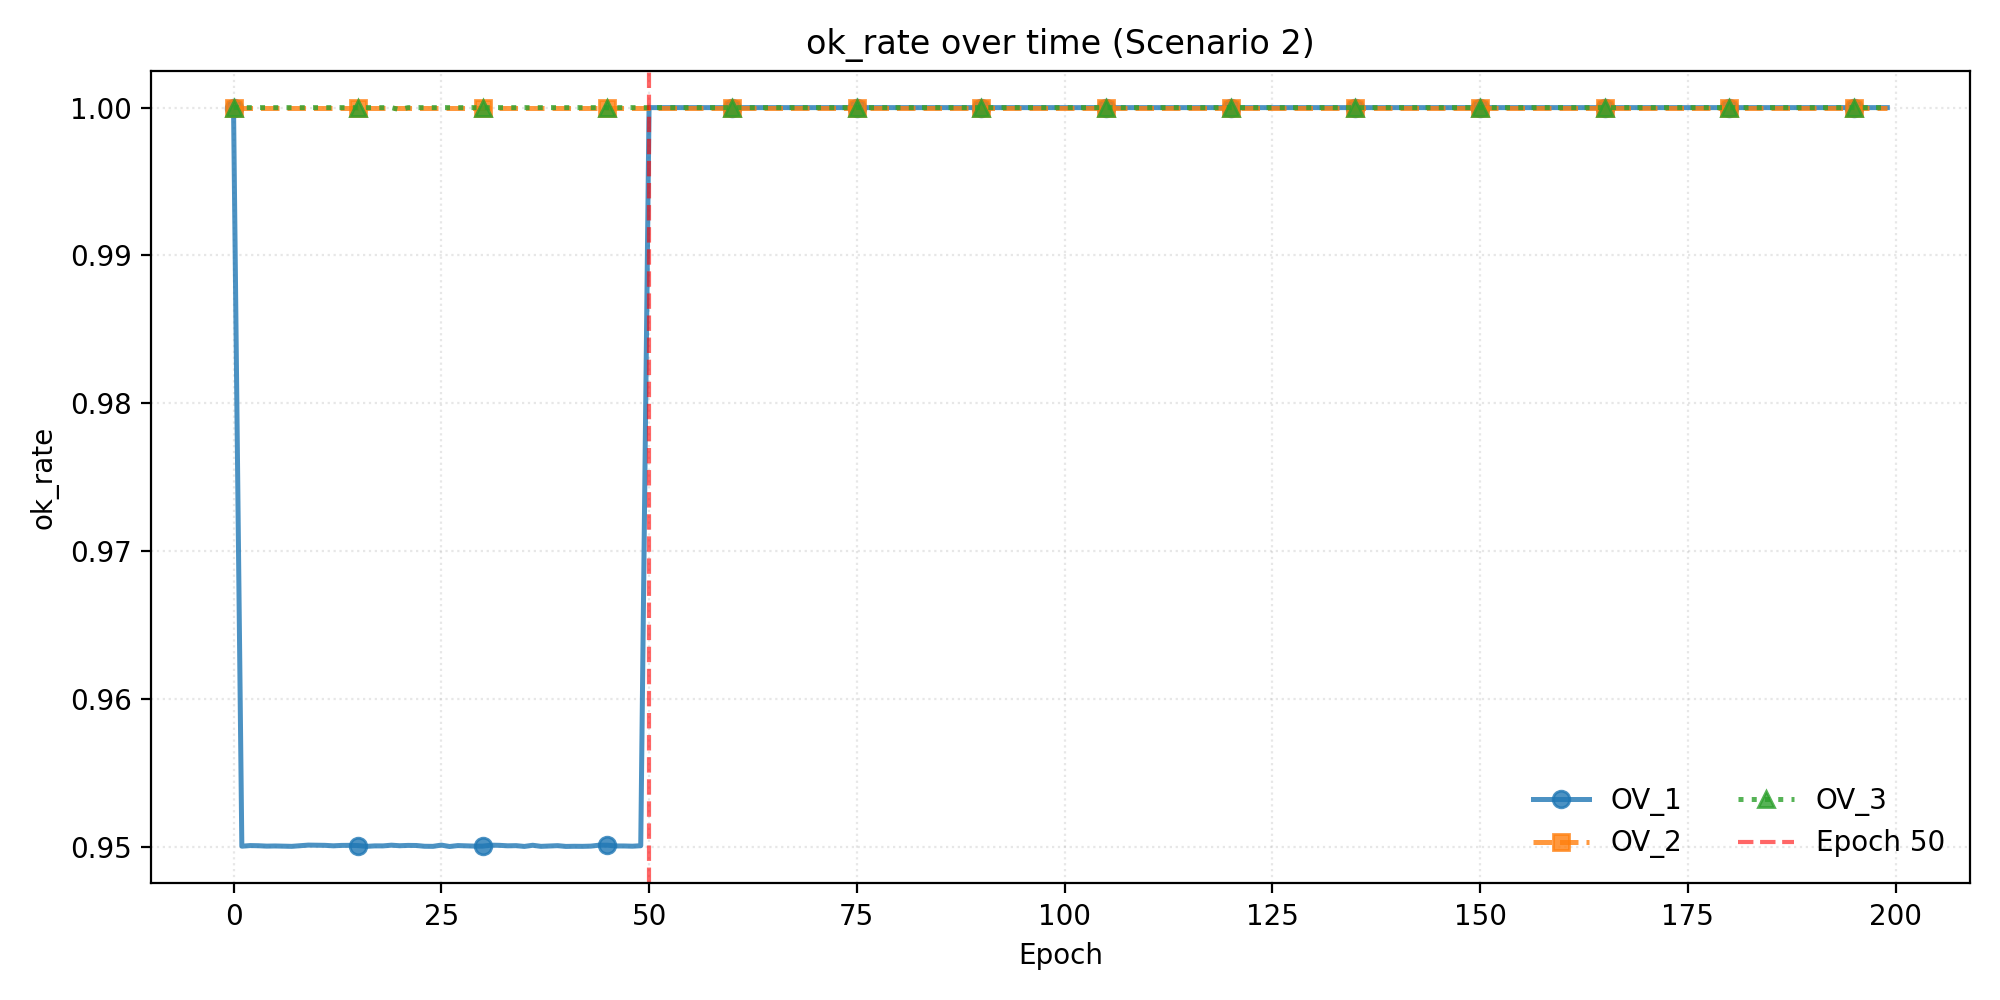 ok_rate over time (Scenario 2)
ok_rate
1.00
0.99
0.98
0.97
0.96
0.95
OV_1
OV_2
OV_3
Epoch 50
0 25 50 75 100 125 150 175 200
Epoch